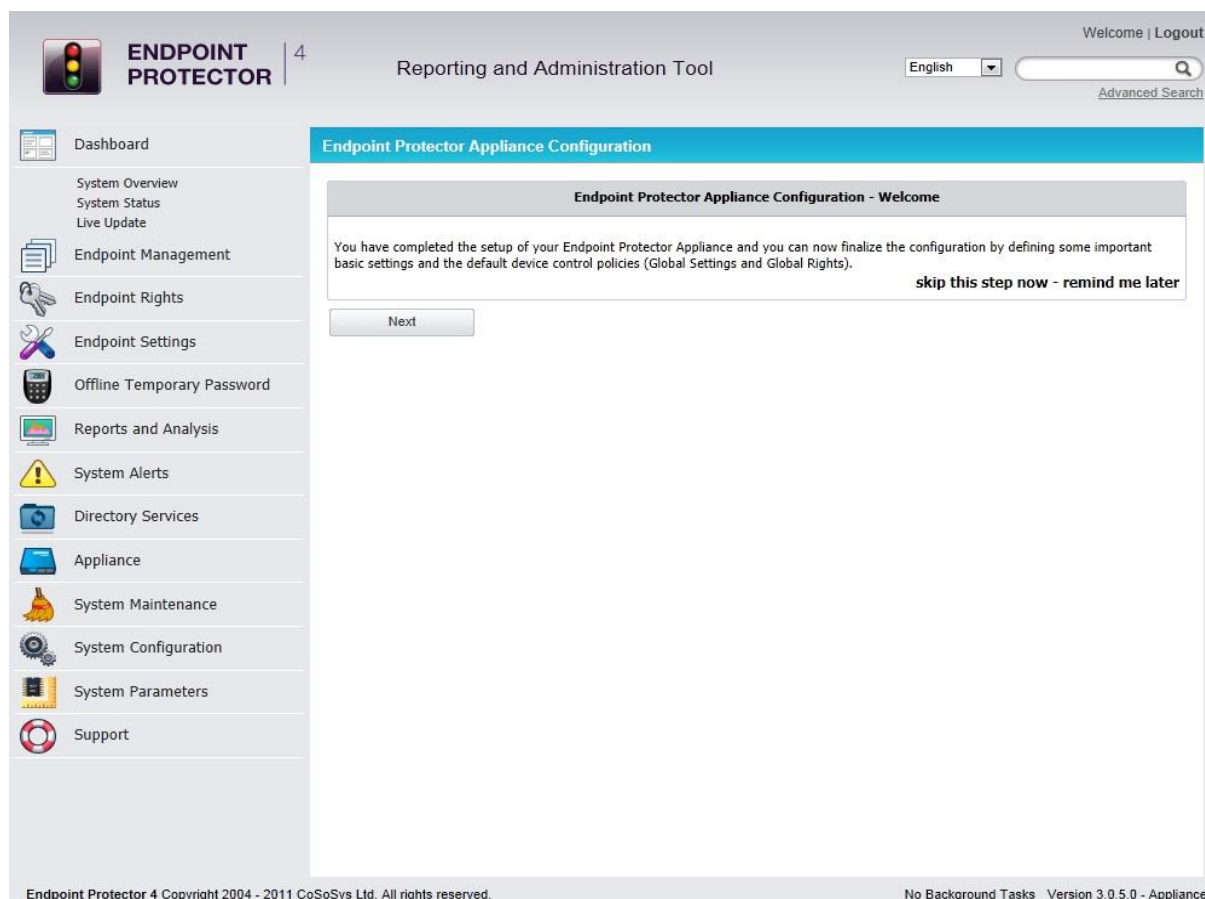 Welcome | Logout
ENDPOINT PROTECTOR 4
Reporting and Administration Tool
English
Advanced Search
Dashboard
System Overview
System Status
Live Update
Endpoint Management
Endpoint Rights
Endpoint Settings
Offline Temporary Password
Reports and Analysis
System Alerts
Directory Services
Appliance
System Maintenance
System Configuration
System Parameters
Support
Endpoint Protector Appliance Configuration
Endpoint Protector Appliance Configuration - Welcome
You have completed the setup of your Endpoint Protector Appliance and you can now finalize the configuration by defining some important
basic settings and the default device control policies (Global Settings and Global Rights).
skip this step now - remind me later
Next
Endpoint Protector 4 Copyright 2004 - 2011 CoSoSys Ltd. All rights reserved.
No Background Tasks Version 3.0.5.0 - Appliance